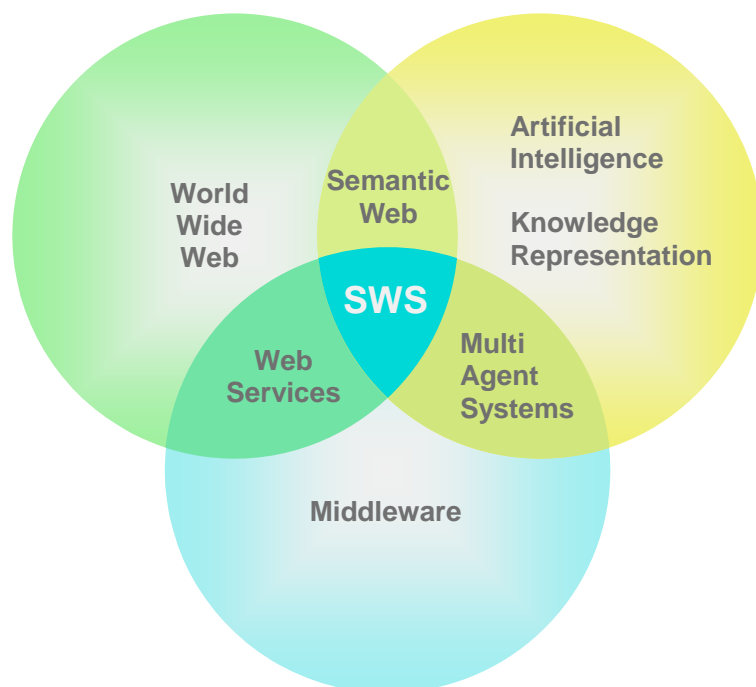 World
Wide
Web
Semantic
Web
Artificial
Intelligence
Knowledge
Representation
SWS
Web
Services
Multi
Agent
Systems
Middleware